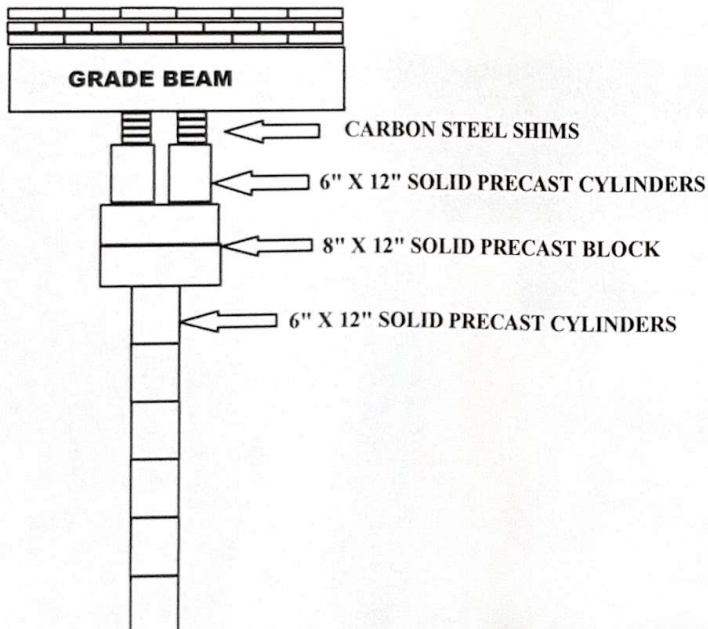 GRADE BEAM
CARBON STEEL SHIMS
6" X 12" SOLID PRECAST CYLINDERS
8" X 12" SOLID PRECAST BLOCK
6" X 12" SOLID PRECAST CYLINDERS